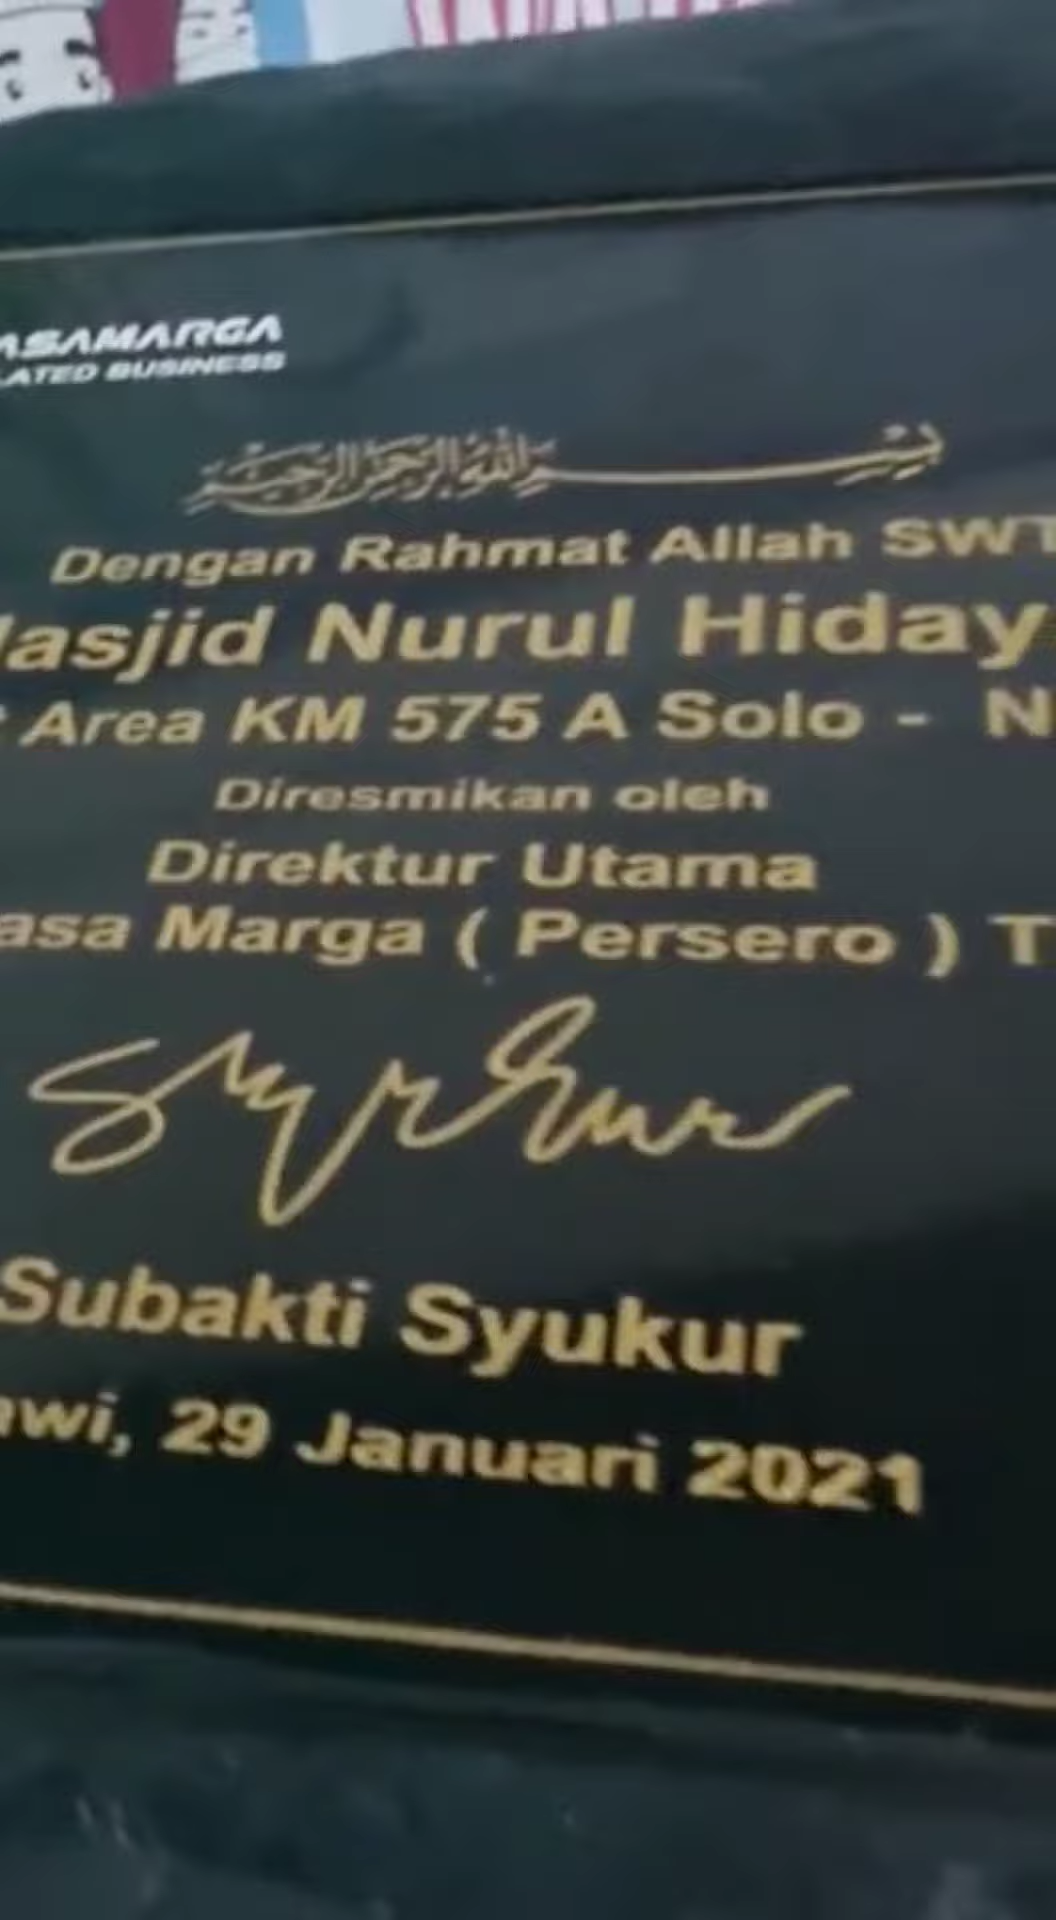 ASAMARGA
LATED BUSINESS
بسم الله الرحمن الرحيم
Dengan Rahmat Allah SWT
Masjid Nurul Hiday
Area KM 575 A Solo - N
Diresmikan oleh
Direktur Utama
asa Marga ( Persero ) T
Subakti Syukur
awi, 29 Januari 2021